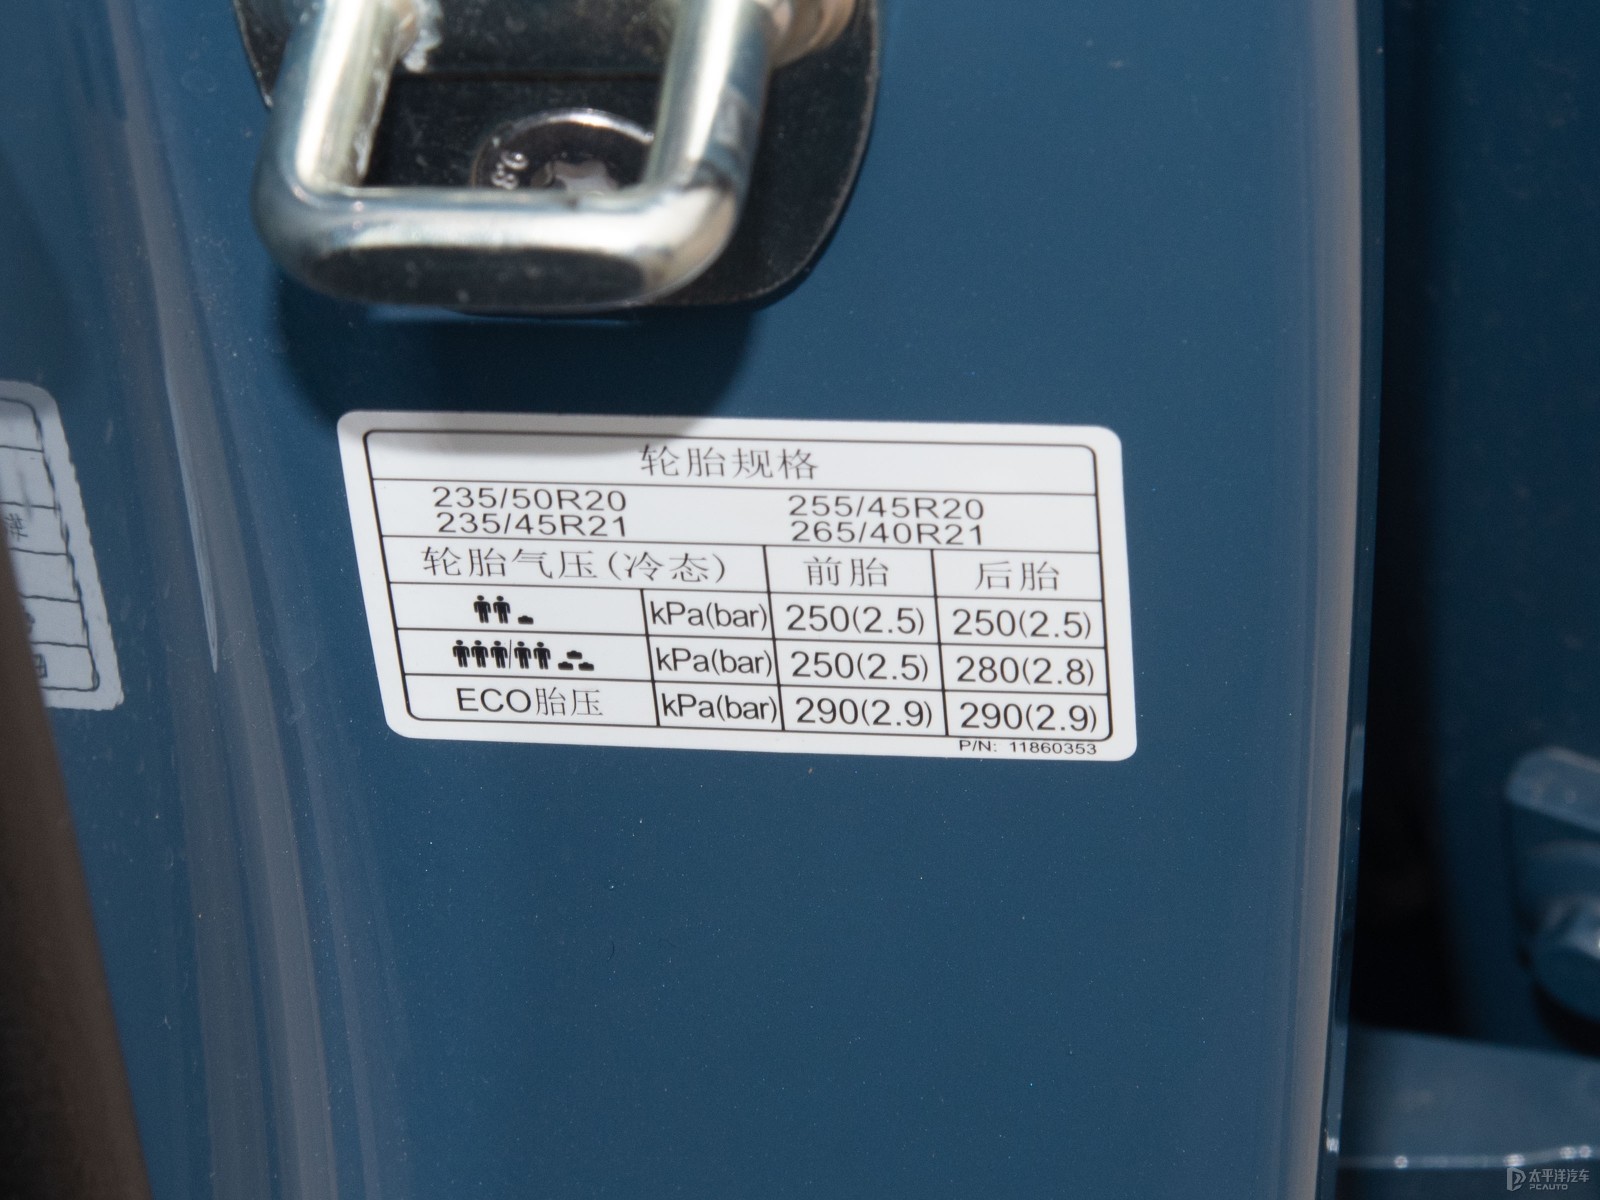 轮胎规格
235/50R20 255/45R20
235/45R21 265/40R21
轮胎气压(冷态) 前胎 后胎
kPa(bar) 250(2.5) 250(2.5)
kPa(bar) 250(2.5) 280(2.8)
ECO胎压 kPa(bar) 290(2.9) 290(2.9)
P/N: 11860353
太平洋汽车
PCAUTO